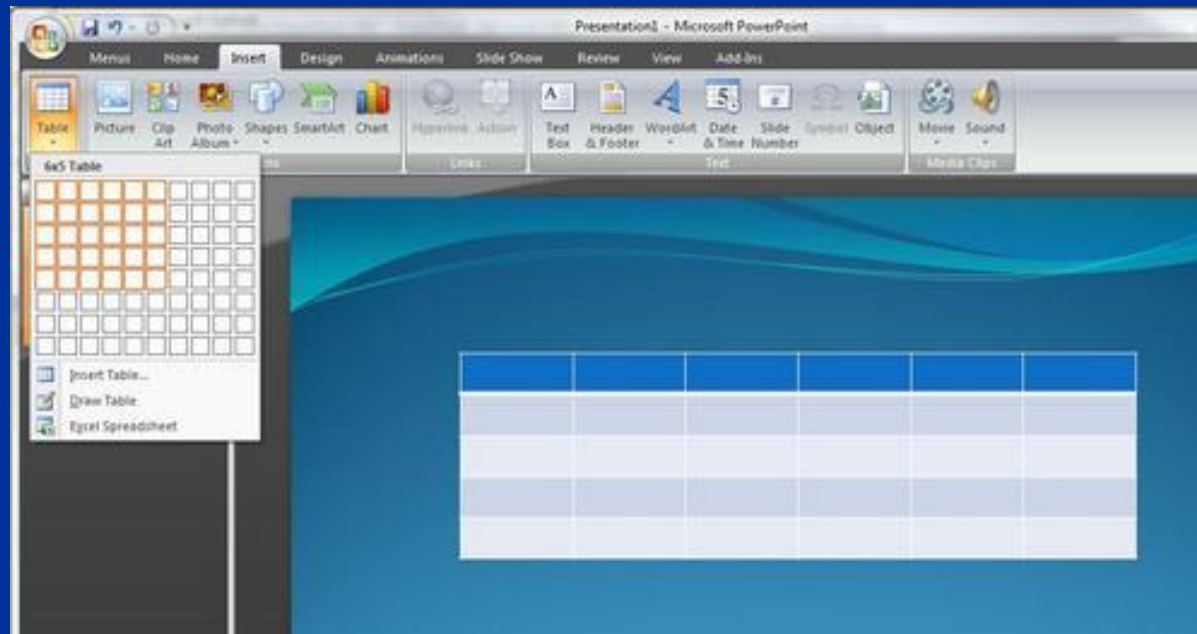 Presentation1 - Microsoft PowerPoint
Menus Home Insert Design Animations Slide Show Review View Add-Ins
Table Picture Clip Art Photo Album Shapes SmartArt Chart Hyperlink Action Text Box Header & Footer WordArt Date & Time Slide Number Symbol Object Movie Sound
Links Text Media Clips
6x5 Table
Insert Table...
Draw Table
Excel Spreadsheet